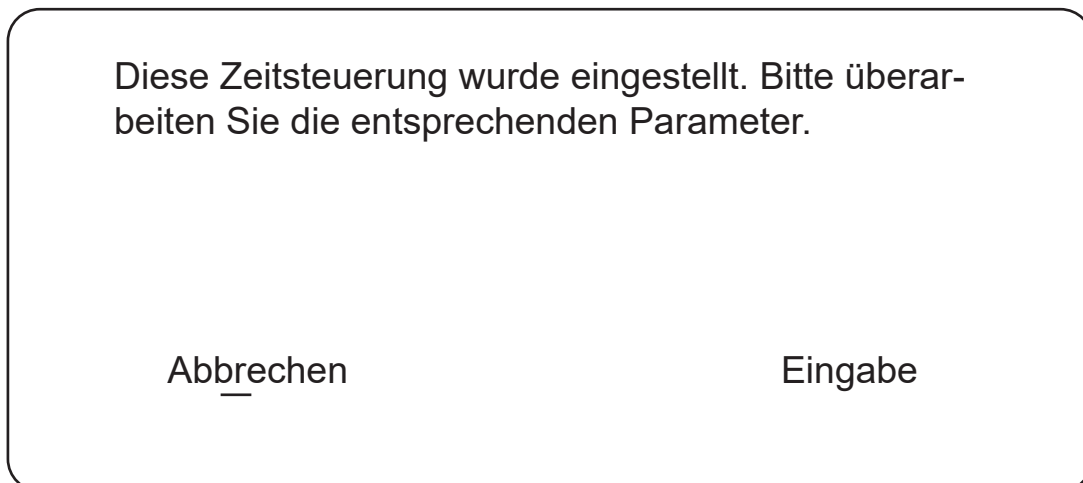 Diese Zeitsteuerung wurde eingestellt. Bitte überar-
beiten Sie die entsprechenden Parameter.
Abbrechen Eingabe